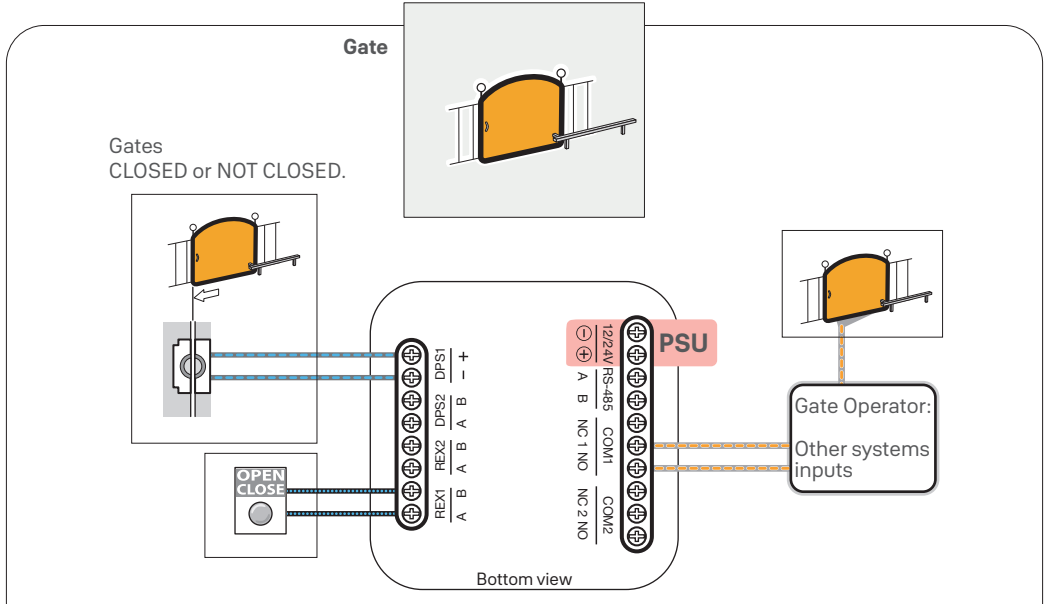 Gate
Gates
CLOSED or NOT CLOSED.
DPS1
+
−
DPS2
B
A
REX2
B
A
REX1
B
A
OPEN
CLOSE
− + 12/24V
PSU
A B RS-485
NC 1 NO COM1
NC 2 NO COM2
Gate Operator:
Other systems
inputs
Bottom view